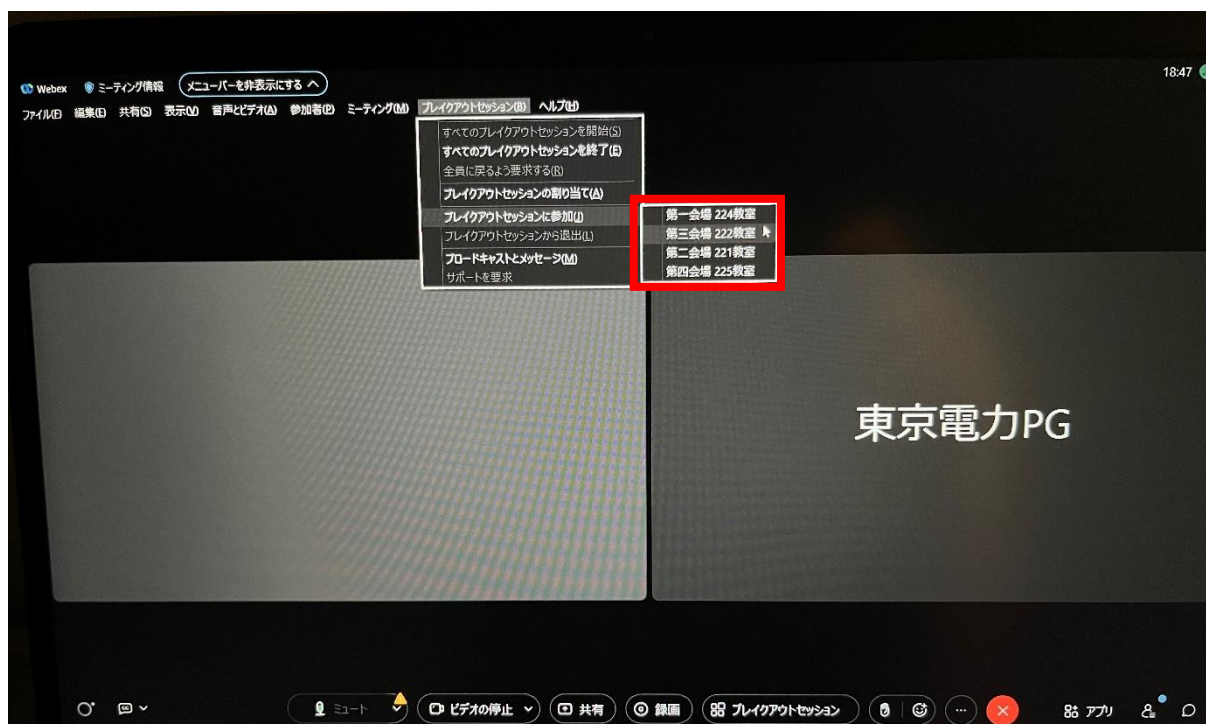 18:47
Webex ミーティング情報 メニューバーを非表示にする
ファイル(F) 編集(E) 共有(S) 表示(V) 音声とビデオ(A) 参加者(P) ミーティング(M) ブレイクアウトセッション(B) ヘルプ(H)
すべてのブレイクアウトセッションを開始(S)
すべてのブレイクアウトセッションを終了(E)
全員に戻るよう要求する(R)
ブレイクアウトセッションの割り当て(A)
ブレイクアウトセッションに参加(J)
ブレイクアウトセッションから退出(L)
ブロードキャストとメッセージ(M)
サポートを要求
第一会場 224教室
第三会場 222教室
第二会場 221教室
第四会場 225教室
東京電力PG
ミュート ビデオの停止 共有 録画 ブレイクアウトセッション アプリ